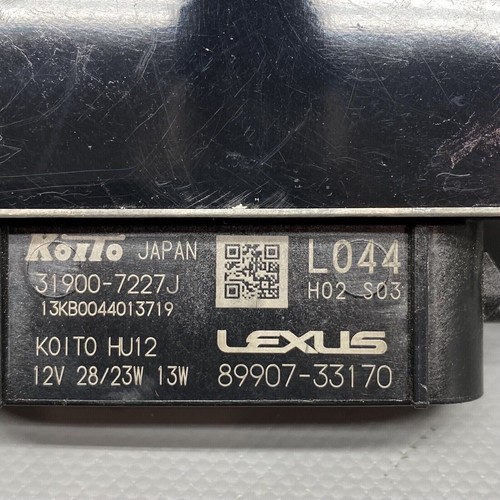 KOITO JAPAN
31900-7227J
13KB0044013719
KOITO HU12
12V 28/23W 13W
L044
H02 S03
LEXUS
89907-33170